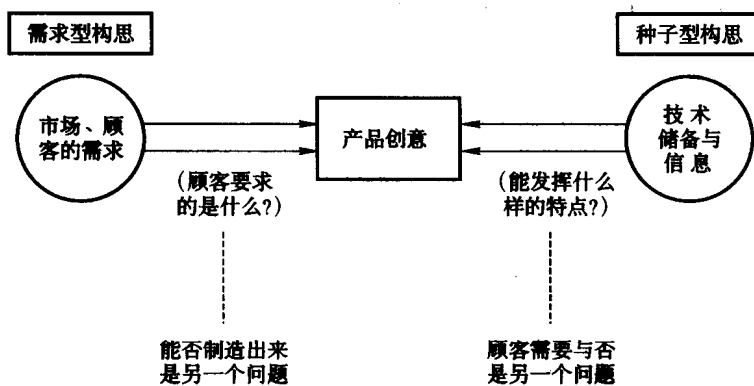 需求型构思
种子型构思
市场、顾
客的需求
产品创意
技术
储备与
信息
(顾客要求
的是什么?)
(能发挥什么
样的特点?)
能否制造出来
是另一个问题
顾客需要与否
是另一个问题